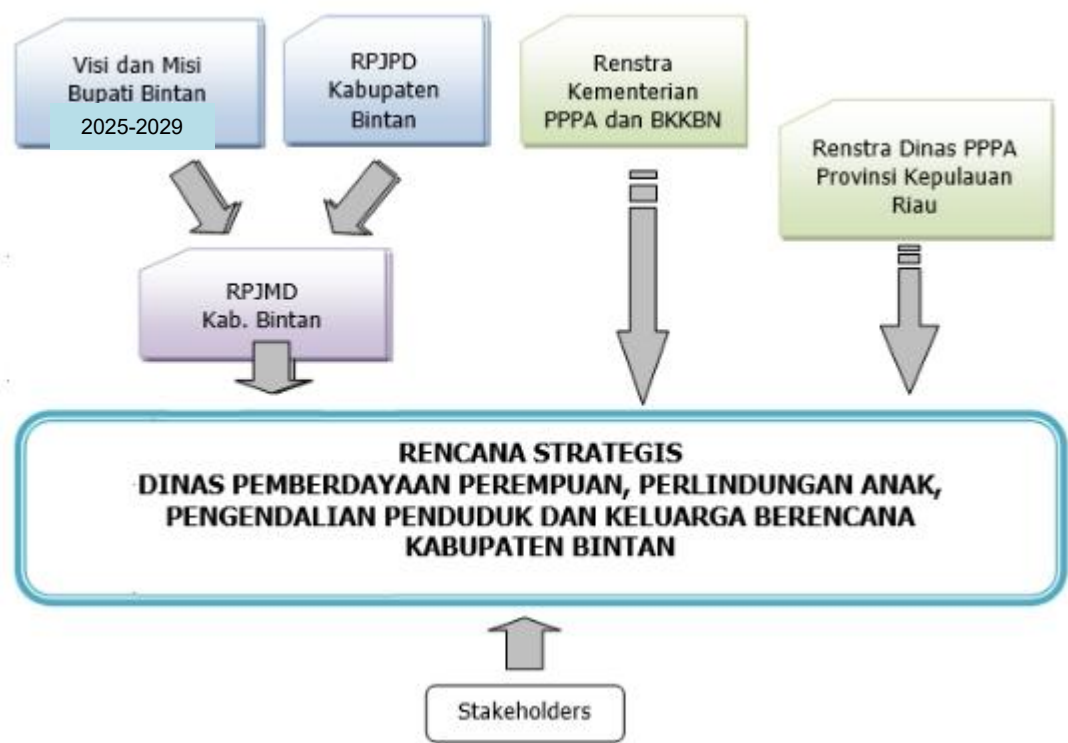 Visi dan Misi
Bupati Bintan
2025-2029
RPJPD
Kabupaten
Bintan
Renstra
Kementerian
PPPA dan BKKBN
Renstra Dinas PPPA
Provinsi Kepulauan
Riau
RPJMD
Kab. Bintan
RENCANA STRATEGIS
DINAS PEMBERDAYAAN PEREMPUAN, PERLINDUNGAN ANAK,
PENGENDALIAN PENDUDUK DAN KELUARGA BERENCANA
KABUPATEN BINTAN
Stakeholders